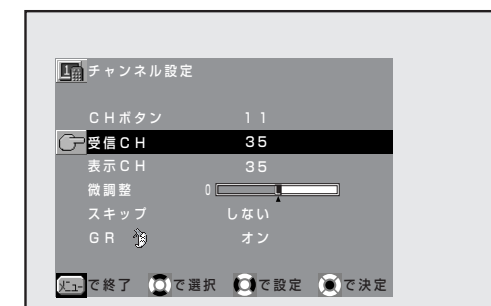 チャンネル設定
CHボタン 11
受信CH 35
表示CH 35
微調整 0
スキップ しない
GR オン
メニューで終了 で選択 で設定 で決定